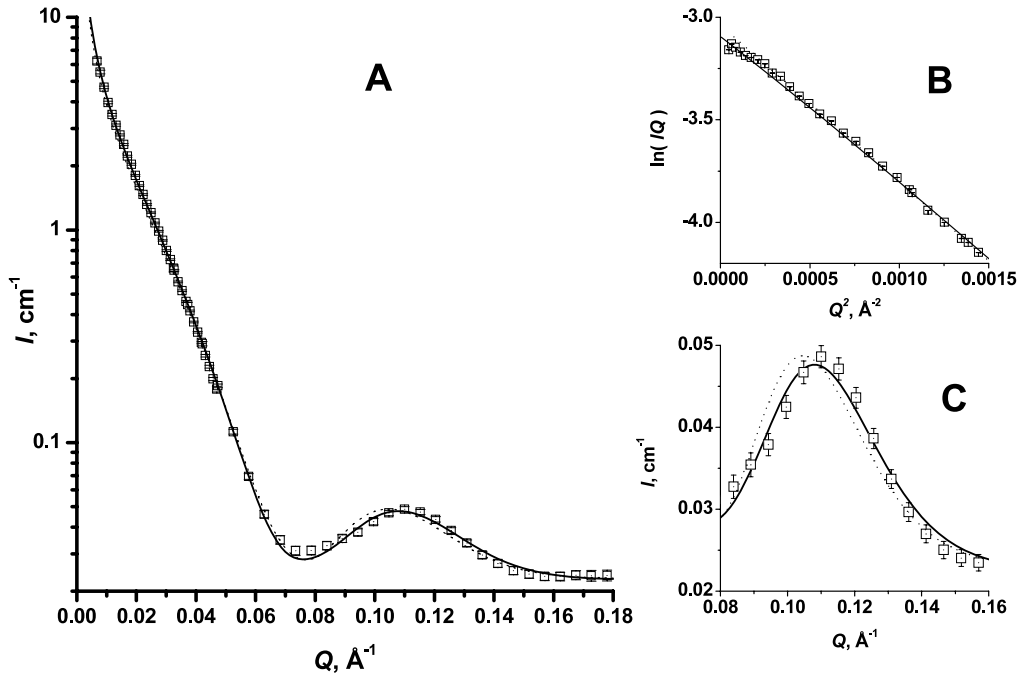 A
10
1
0.1
I, cm-1
0.00 0.02 0.04 0.06 0.08 0.10 0.12 0.14 0.16 0.18
Q, Å-1
B
-3.0
-3.5
-4.0
ln( IQ )
0.0000 0.0005 0.0010 0.0015
Q2, Å-2
C
0.05
0.04
0.03
0.02
I, cm-1
0.08 0.10 0.12 0.14 0.16
Q, Å-1